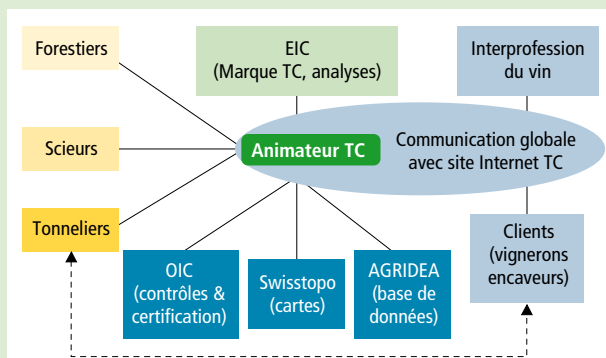 Forestiers
EIC
(Marque TC, analyses)
Interprofession
du vin
Scieurs
Animateur TC
Communication globale
avec site Internet TC
Tonneliers
OIC
(contrôles &
certification)
Swisstopo
(cartes)
AGRIDEA
(base de
données)
Clients
(vignerons
encaveurs)